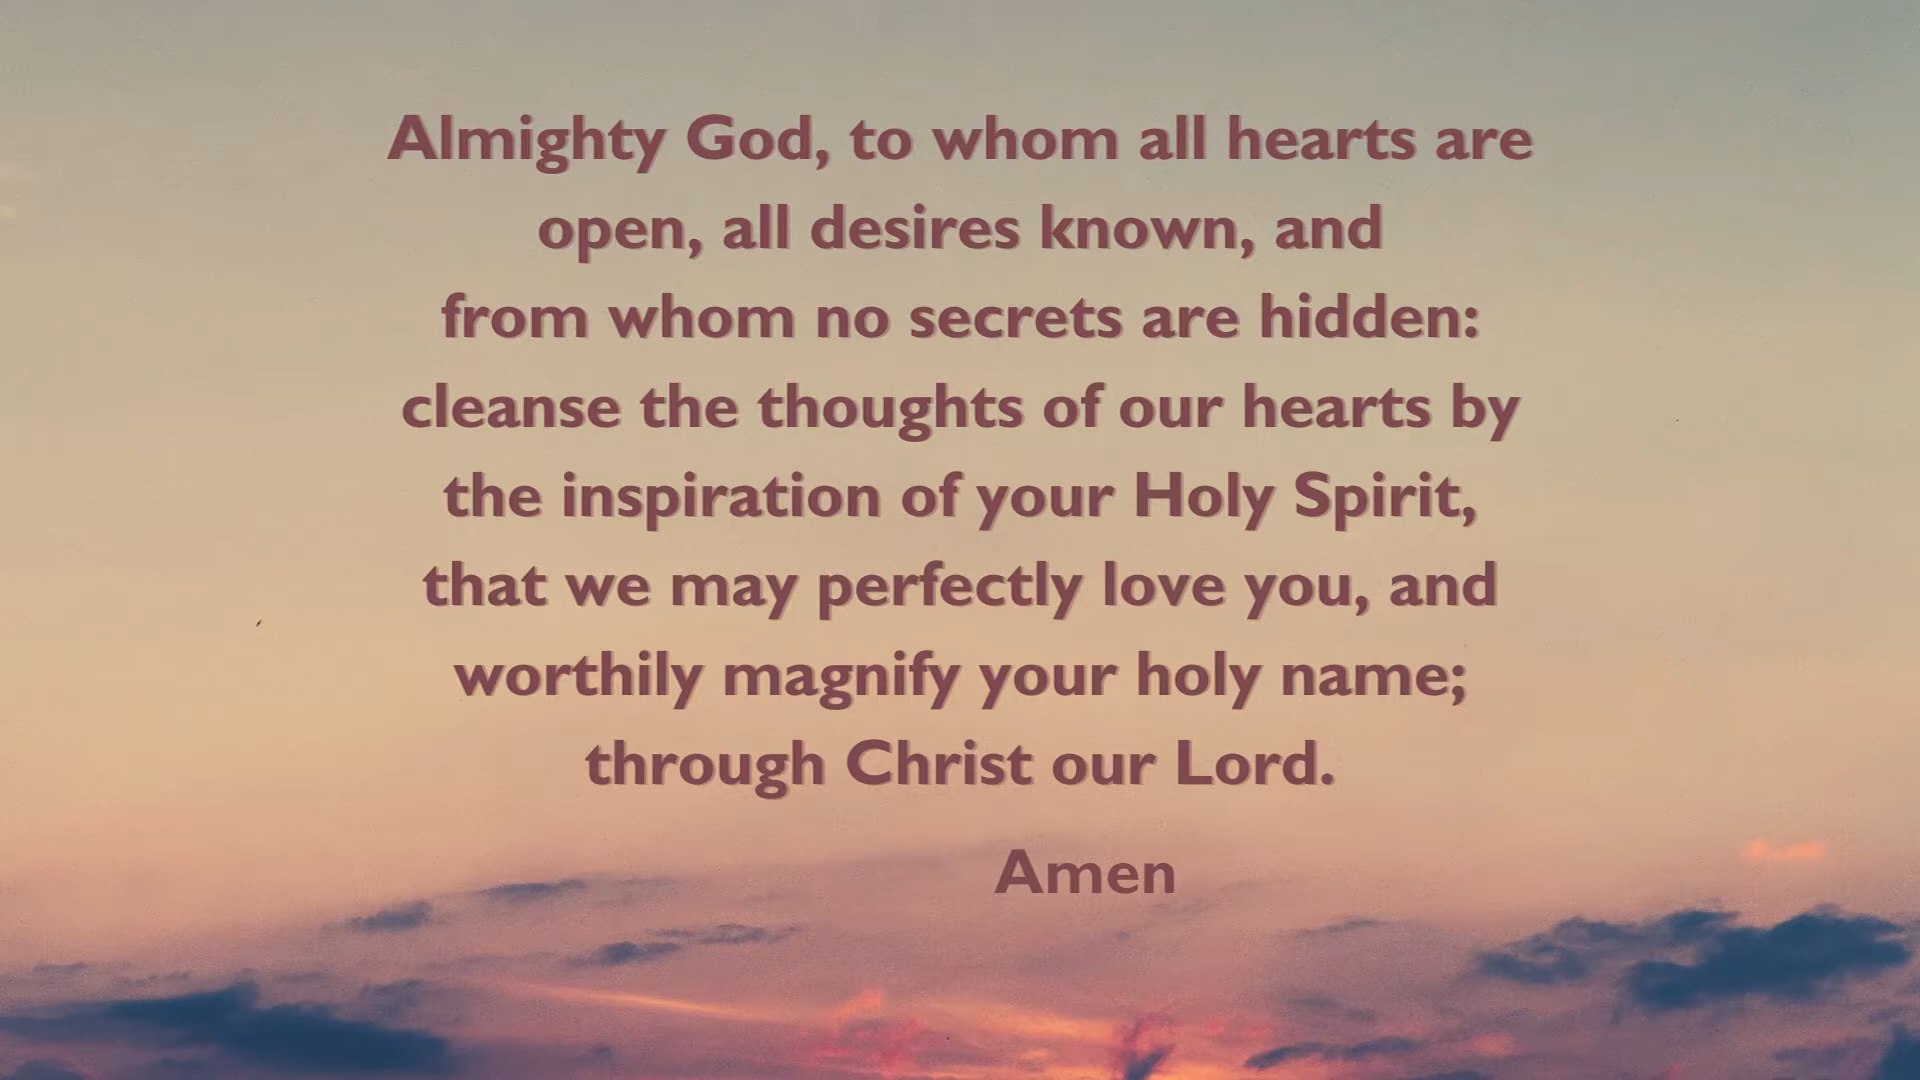 Almighty God, to whom all hearts are
open, all desires known, and
from whom no secrets are hidden:
cleanse the thoughts of our hearts by
the inspiration of your Holy Spirit,
that we may perfectly love you, and
worthily magnify your holy name;
through Christ our Lord.
Amen